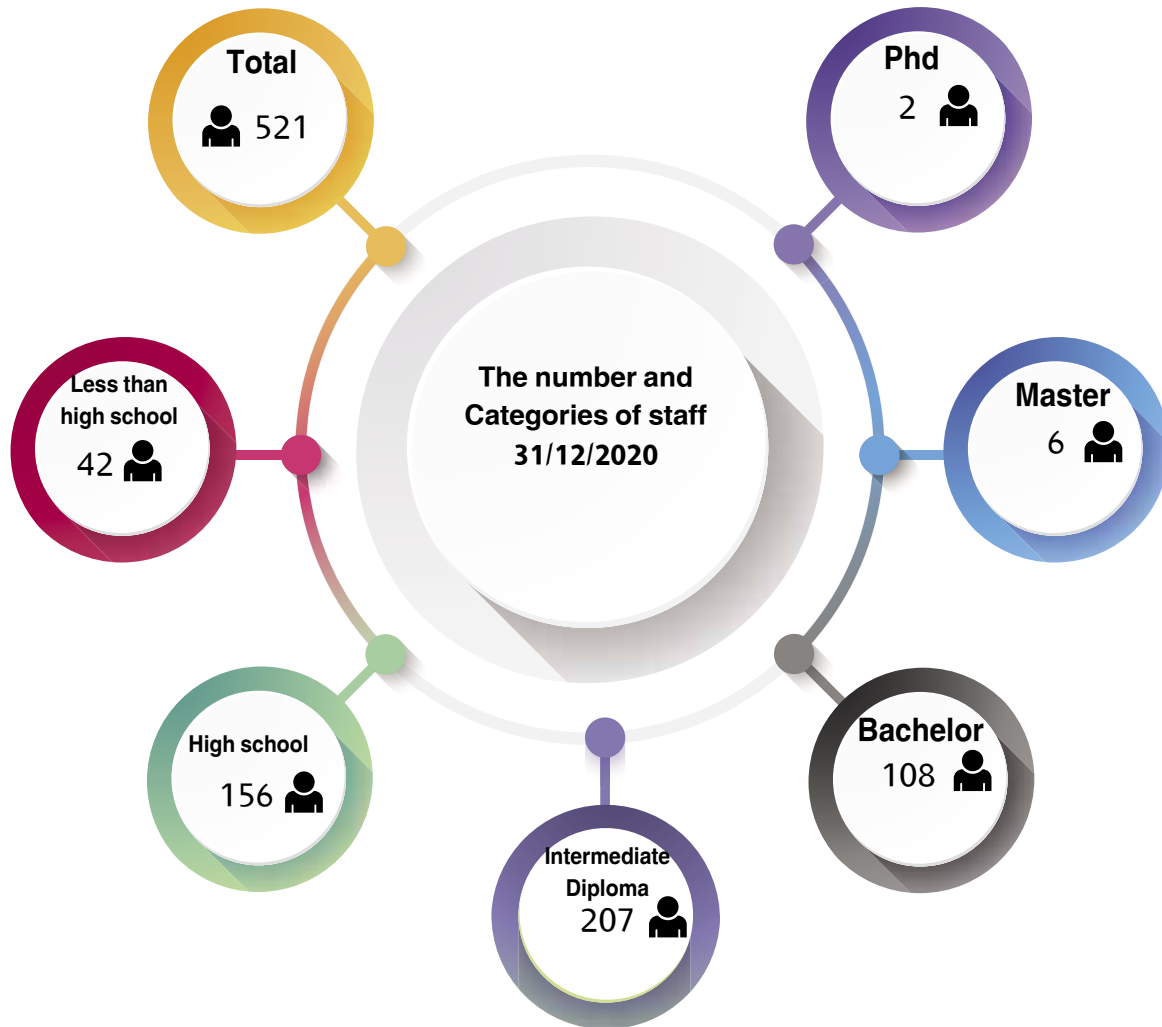 Total
521
Phd
2
The number and
Categories of staff
31/12/2020
Less than
high school
42
Master
6
High school
156
Bachelor
108
Intermediate
Diploma
207